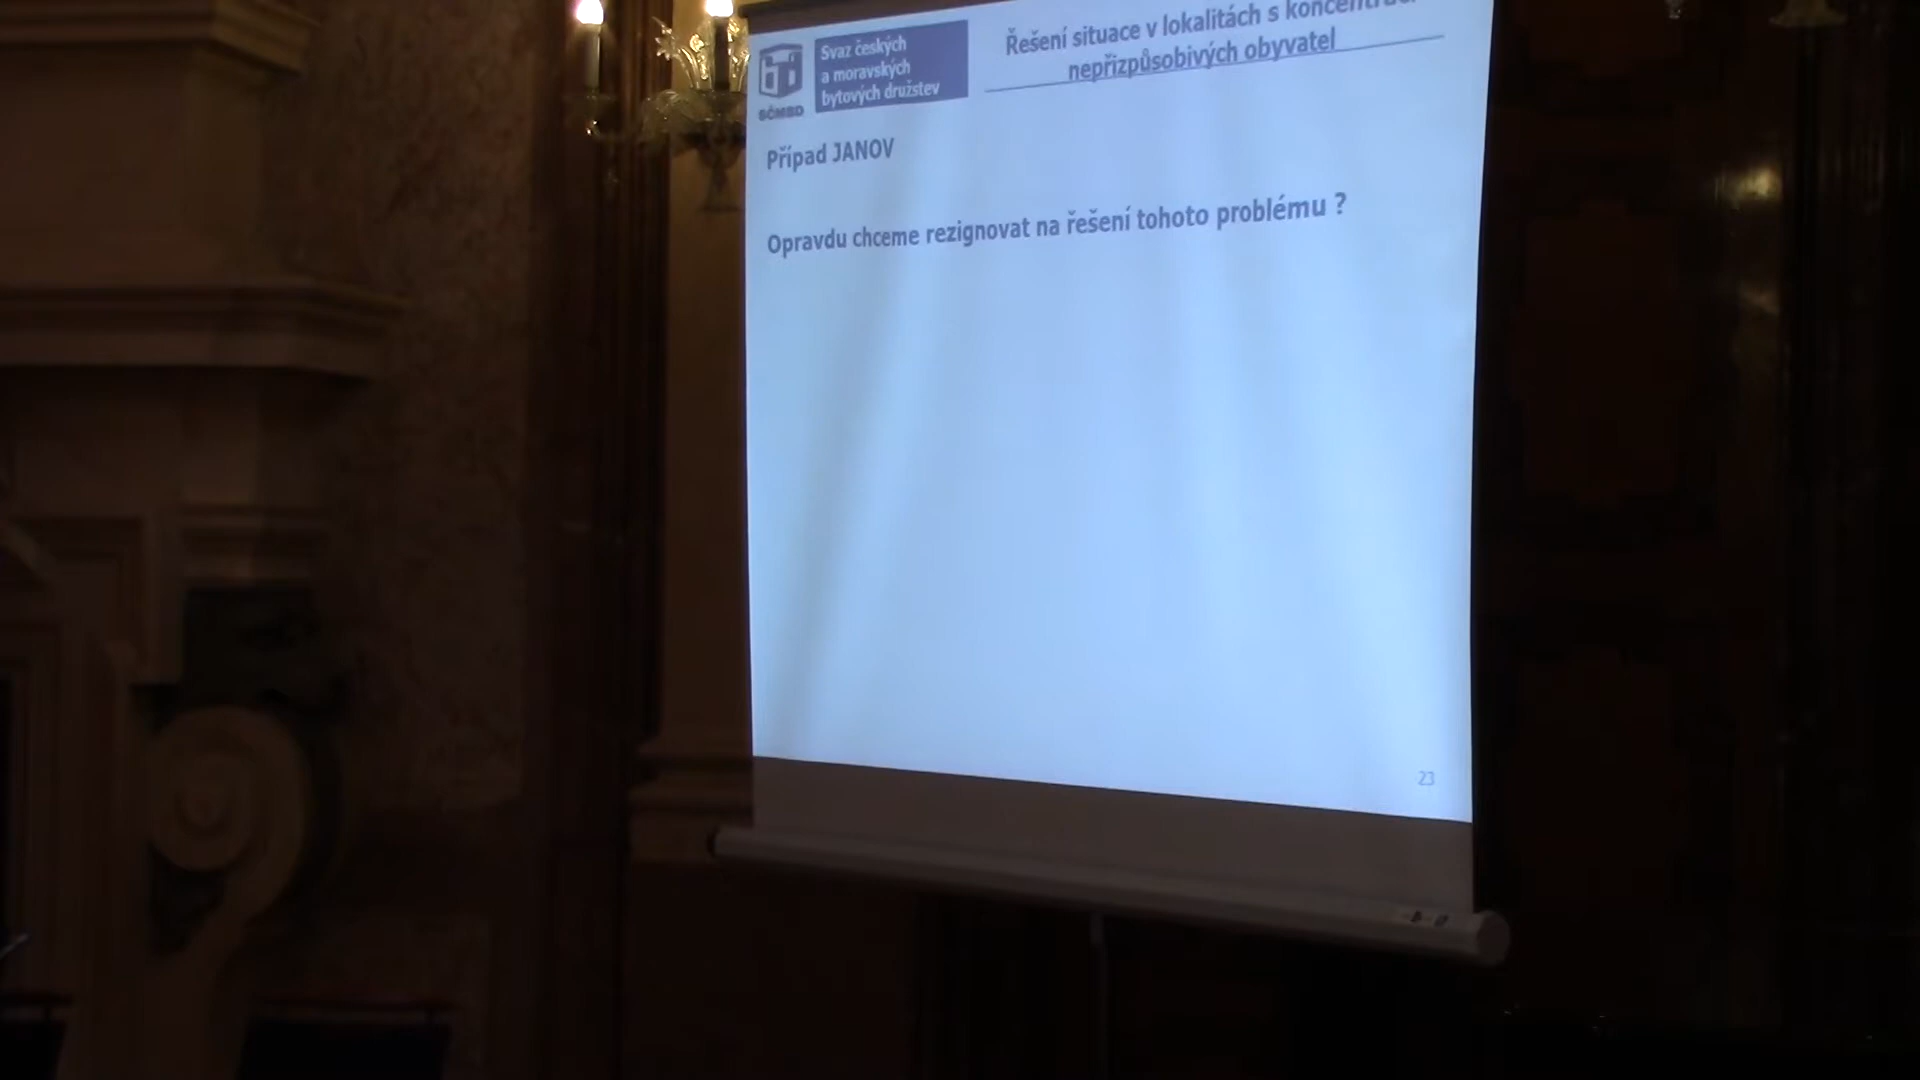 SČMBD
Svaz českých
a moravských
bytových družstev
Řešení situace v lokalitách s
nepřizpůsobivých obyvatel
Případ JANOV
Opravdu chceme rezignovat na řešení tohoto problému ?
23